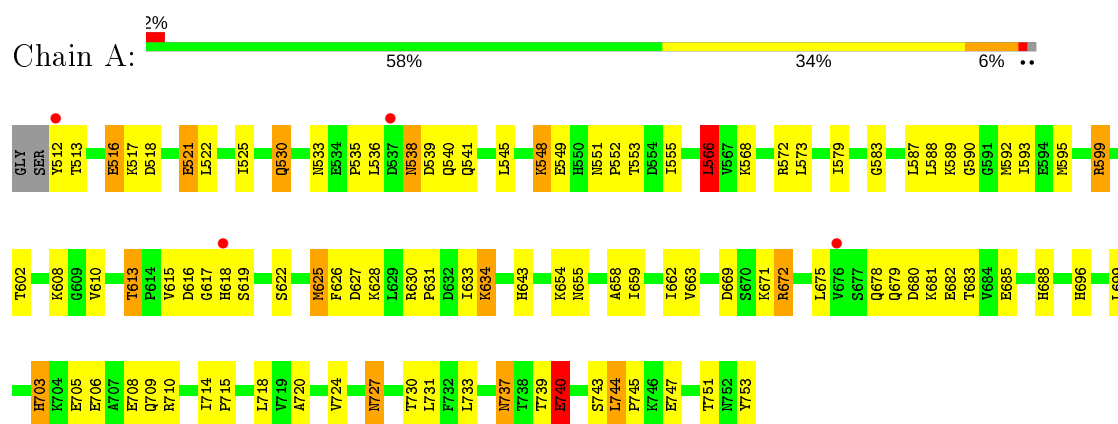 2%
Chain A:
58% 34% 6% ••
GLY SER Y512 T513 E516 K517 D518 E521 L522 I525 Q530 N533 E534 P535 L536 D537 N538 D539 Q540 Q541 L545 K548 E549 H550 N551 P552 T553 D554 I555 L566 V567 K568 R572 L573 I579 G583 L587 L588 K589 G590 G591 M592 I593 E594 M595 R599
T602 K608 G609 V610 T613 P614 V615 D616 G617 H618 S619 S622 M625 F626 D627 K628 L629 R630 P631 D632 I633 K634 H643 K654 N655 A658 I659 I662 V663 D669 S670 K671 R672 L675 V676 S677 Q678 Q679 D680 K681 E682 T683 V684 E685 H688 H696 L699
H703 K704 E705 E706 A707 E708 Q709 R710 I714 P715 L718 V719 A720 V724 N727 T730 L731 F732 L733 N737 T738 T739 E740 S743 L744 P745 K746 E747 T751 N752 Y753